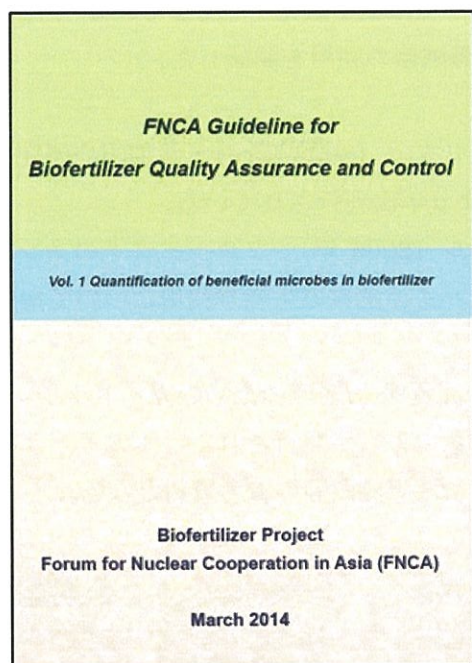 FNCA Guideline for
Biofertilizer Quality Assurance and Control
Vol. 1 Quantification of beneficial microbes in biofertilizer
Biofertilizer Project
Forum for Nuclear Cooperation in Asia (FNCA)
March 2014